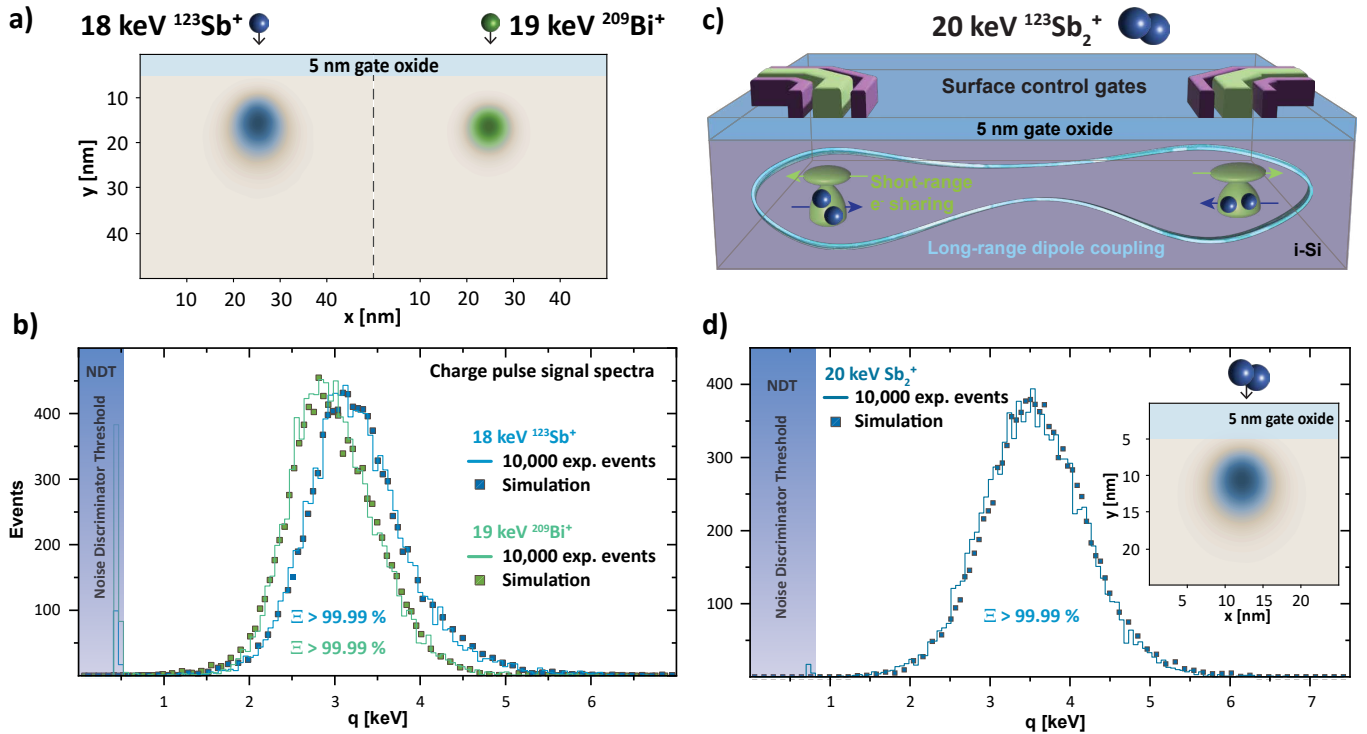 a)
18 keV ¹²³Sb⁺
19 keV ²⁰⁹Bi⁺
5 nm gate oxide
10
20
30
40
y [nm]
10
20
30
40
10
20
30
40
x [nm]
b)
NDT
Noise Discriminator Threshold
Charge pulse signal spectra
18 keV ¹²³Sb⁺
10,000 exp. events
Simulation
19 keV ²⁰⁹Bi⁺
10,000 exp. events
Simulation
Ξ > 99.99 %
Ξ > 99.99 %
400
300
200
100
Events
1
2
3
4
5
6
q [keV]
c)
20 keV ¹²³Sb₂⁺
Surface control gates
5 nm gate oxide
Short-range
e⁻ sharing
Long-range dipole coupling
i-Si
d)
NDT
Noise Discriminator Threshold
20 keV Sb₂⁺
10,000 exp. events
Simulation
5 nm gate oxide
5
10
15
20
y [nm]
5
10
15
20
x [nm]
Ξ > 99.99 %
400
300
200
100
0
1
2
3
4
5
6
7
q [keV]